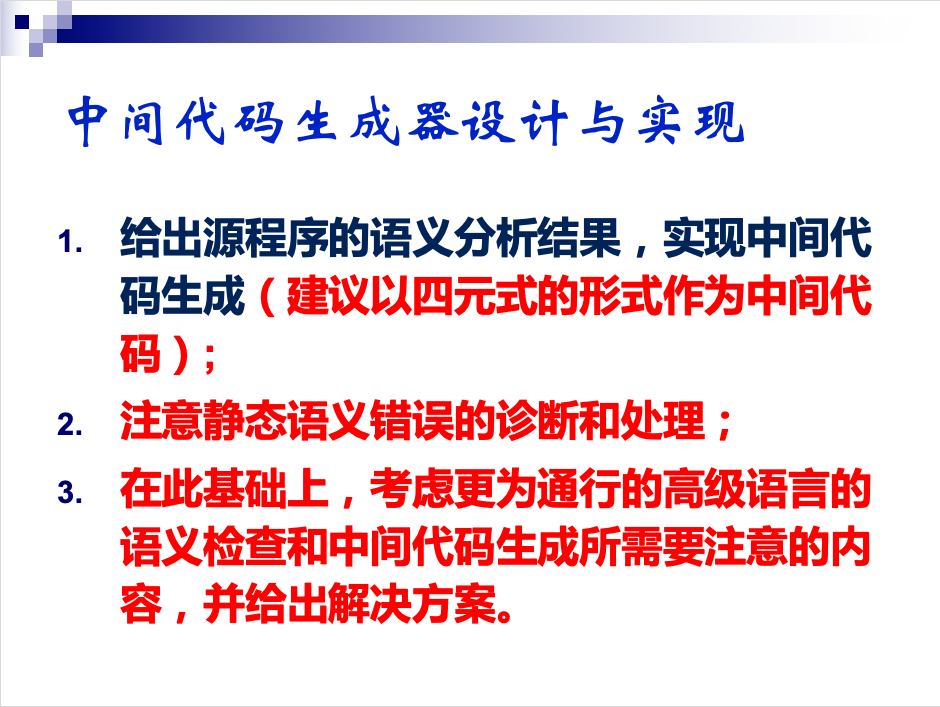 中间代码生成器设计与实现
1. 给出源程序的语义分析结果，实现中间代
码生成（建议以四元式的形式作为中间代
码）；
2. 注意静态语义错误的诊断和处理；
3. 在此基础上，考虑更为通行的高级语言的
语义检查和中间代码生成所需要注意的内
容，并给出解决方案。